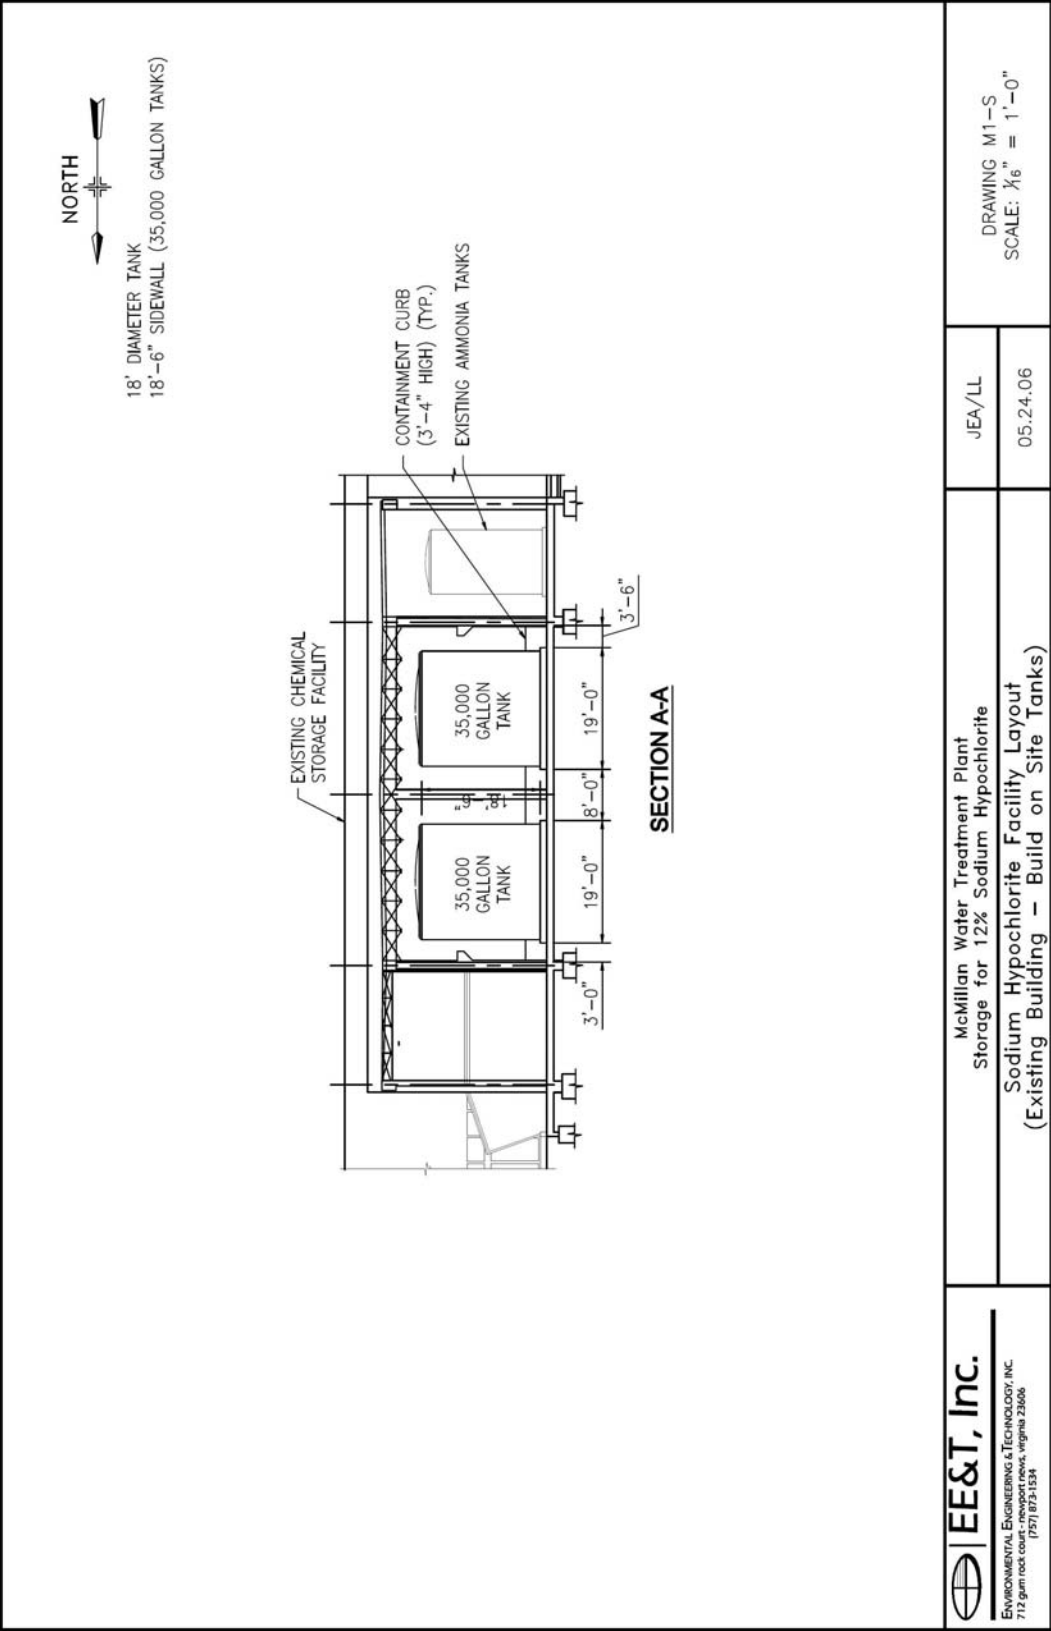 NORTH
18' DIAMETER TANK
18'-6" SIDEWALL (35,000 GALLON TANKS)
EXISTING CHEMICAL
STORAGE FACILITY
CONTAINMENT CURB
(3'-4" HIGH) (TYP.)
EXISTING AMMONIA TANKS
35,000
GALLON
TANK
18'-6"
35,000
GALLON
TANK
3'-0"
19'-0"
8'-0"
19'-0"
3'-6"
SECTION A-A
EE&T, Inc.
ENVIRONMENTAL ENGINEERING & TECHNOLOGY, INC.
712 gum rock court - newport news, virginia 23606
(757) 873-1534
McMillan Water Treatment Plant
Storage for 12% Sodium Hypochlorite
Sodium Hypochlorite Facility Layout
(Existing Building - Build on Site Tanks)
JEA/LL
05.24.06
DRAWING M1-S
SCALE: 1/16" = 1'-0"